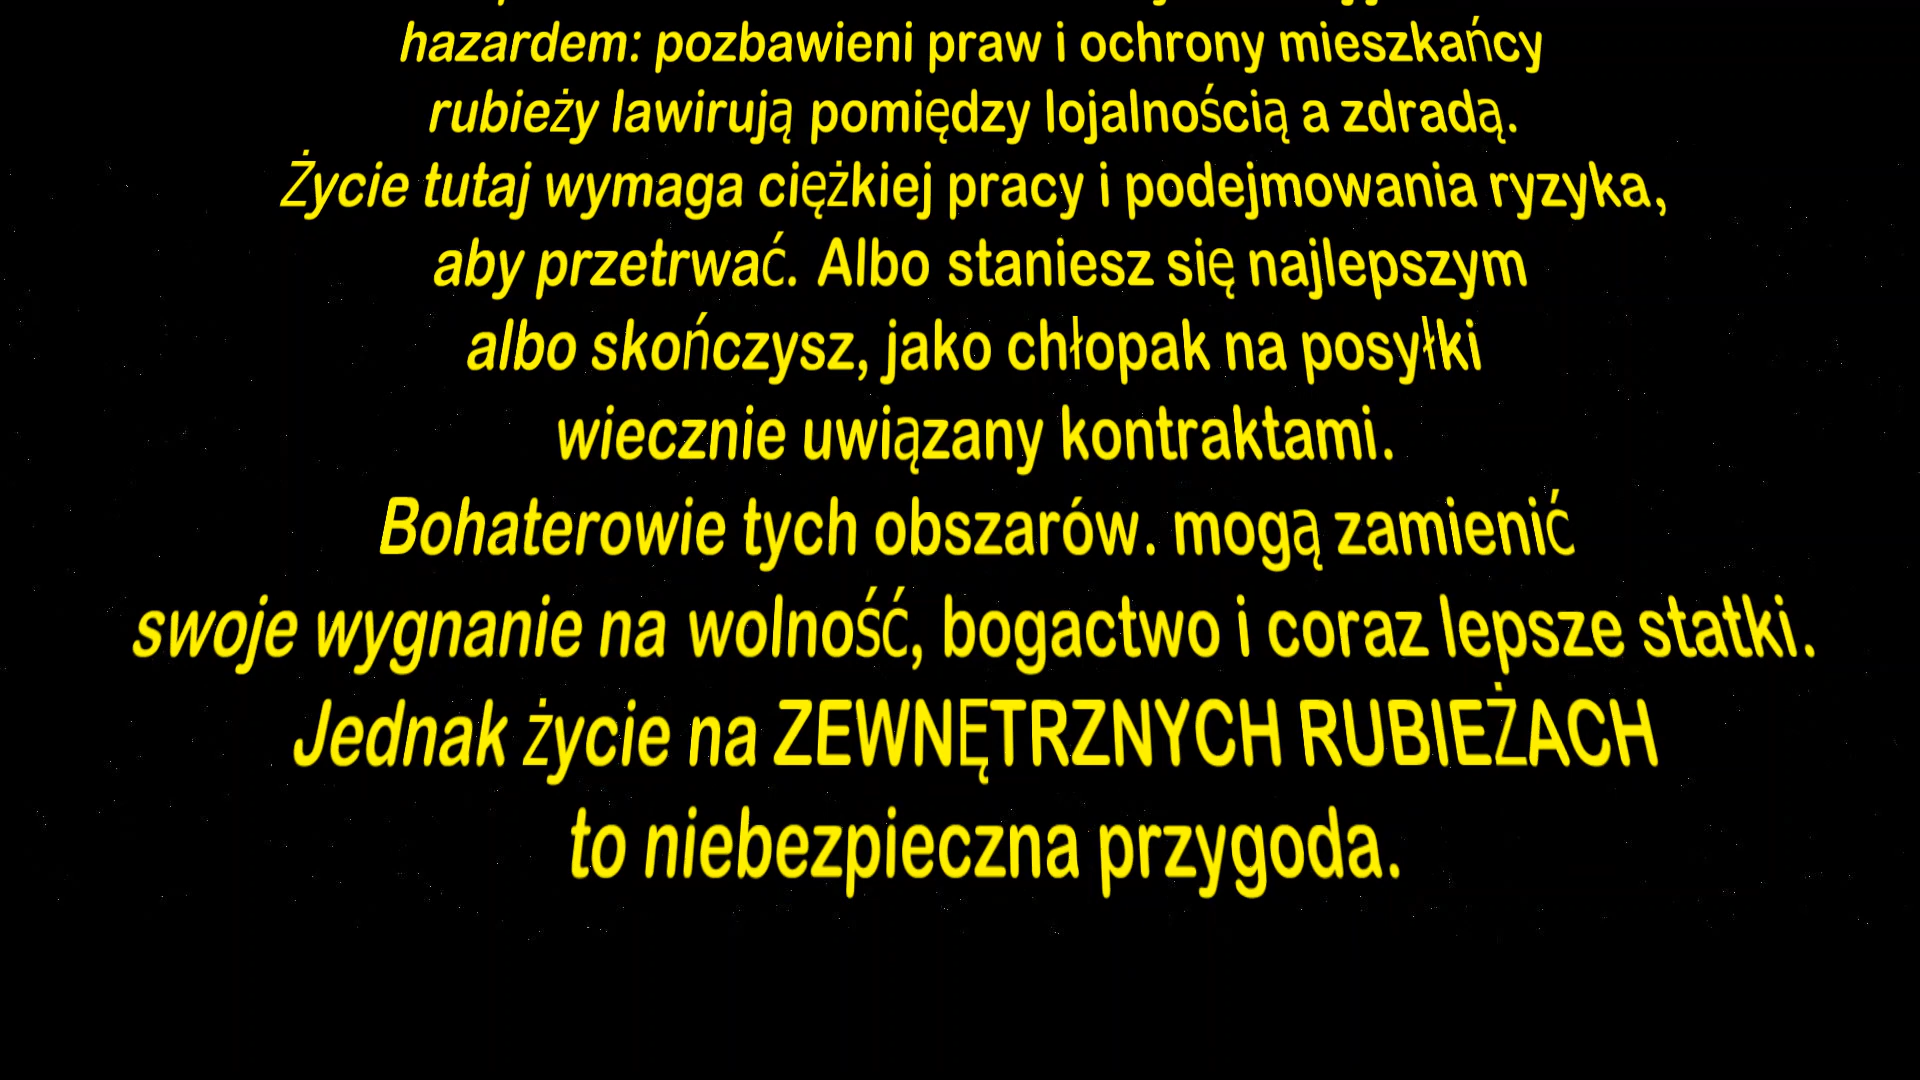 hazardem: pozbawieni praw i ochrony mieszkańcy
rubieży lawirują pomiędzy lojalnością a zdradą.
Życie tutaj wymaga ciężkiej pracy i podejmowania ryzyka,
aby przetrwać. Albo staniesz się najlepszym
albo skończysz, jako chłopak na posyłki
wiecznie uwiązany kontraktami.
Bohaterowie tych obszarów. mogą zamienić
swoje wygnanie na wolność, bogactwo i coraz lepsze statki.
Jednak życie na ZEWNĘTRZNYCH RUBIEŻACH
to niebezpieczna przygoda.